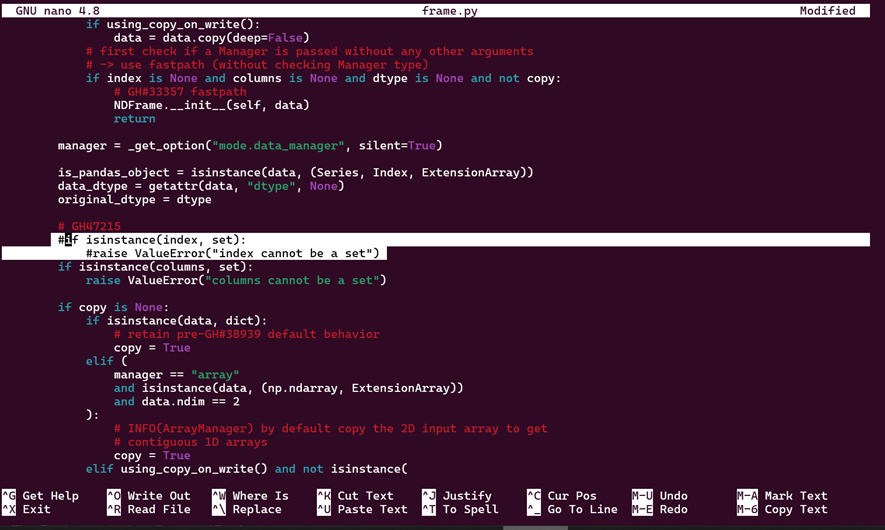 GNU nano 4.8 frame.py Modified
if using_copy_on_write():
data = data.copy(deep=False)
# first check if a Manager is passed without any other arguments
# -> use fastpath (without checking Manager type)
if index is None and columns is None and dtype is None and not copy:
# GH#33357 fastpath
NDFrame.__init__(self, data)
return
manager = _get_option("mode.data_manager", silent=True)
is_pandas_object = isinstance(data, (Series, Index, ExtensionArray))
data_dtype = getattr(data, "dtype", None)
original_dtype = dtype
# GH47215
#if isinstance(index, set):
#raise ValueError("index cannot be a set")
if isinstance(columns, set):
raise ValueError("columns cannot be a set")
if copy is None:
if isinstance(data, dict):
# retain pre-GH#38939 default behavior
copy = True
elif (
manager == "array"
and isinstance(data, (np.ndarray, ExtensionArray))
and data.ndim == 2
):
# INFO(ArrayManager) by default copy the 2D input array to get
# contiguous 1D arrays
copy = True
elif using_copy_on_write() and not isinstance(
^G Get Help ^O Write Out ^W Where Is ^K Cut Text ^J Justify ^C Cur Pos M-U Undo M-A Mark Text
^X Exit ^R Read File ^\ Replace ^U Paste Text ^T To Spell ^_ Go To Line M-E Redo M-6 Copy Text